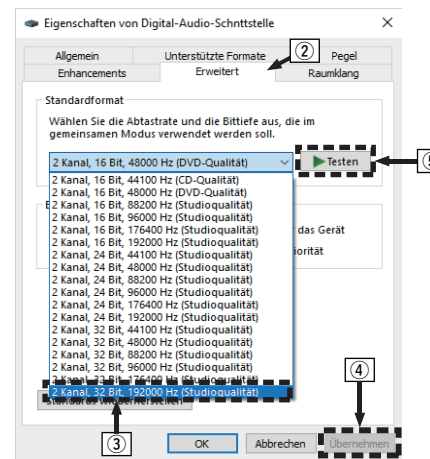 Eigenschaften von Digital-Audio-Schnttstelle
Allgemein
Unterstützte Formate
②
Pegel
Enhancements
Erweitert
Raumklang
Standardformat
Wählen Sie die Abtastrate und die Bittiefe aus, die im
gemeinsamen Modus verwendet werden soll.
2 Kanal, 16 Bit, 48000 Hz (DVD-Qualität)
Testen
⑤
2 Kanal, 16 Bit, 44100 Hz (CD-Qualität)
2 Kanal, 16 Bit, 48000 Hz (DVD-Qualität)
2 Kanal, 16 Bit, 88200 Hz (Studioqualität)
2 Kanal, 16 Bit, 96000 Hz (Studioqualität)
2 Kanal, 16 Bit, 176400 Hz (Studioqualität)
das Gerät
2 Kanal, 16 Bit, 192000 Hz (Studioqualität)
2 Kanal, 24 Bit, 44100 Hz (Studioqualität)
iorität
2 Kanal, 24 Bit, 48000 Hz (Studioqualität)
2 Kanal, 24 Bit, 88200 Hz (Studioqualität)
2 Kanal, 24 Bit, 96000 Hz (Studioqualität)
2 Kanal, 24 Bit, 176400 Hz (Studioqualität)
2 Kanal, 24 Bit, 192000 Hz (Studioqualität)
2 Kanal, 32 Bit, 44100 Hz (Studioqualität)
2 Kanal, 32 Bit, 48000 Hz (Studioqualität)
2 Kanal, 32 Bit, 88200 Hz (Studioqualität)
2 Kanal, 32 Bit, 96000 Hz (Studioqualität)
2 Kanal, 32 Bit, 176400 Hz (Studioqualität)
2 Kanal, 32 Bit, 192000 Hz (Studioqualität)
④
③
OK
Abbrechen
Übernehmen